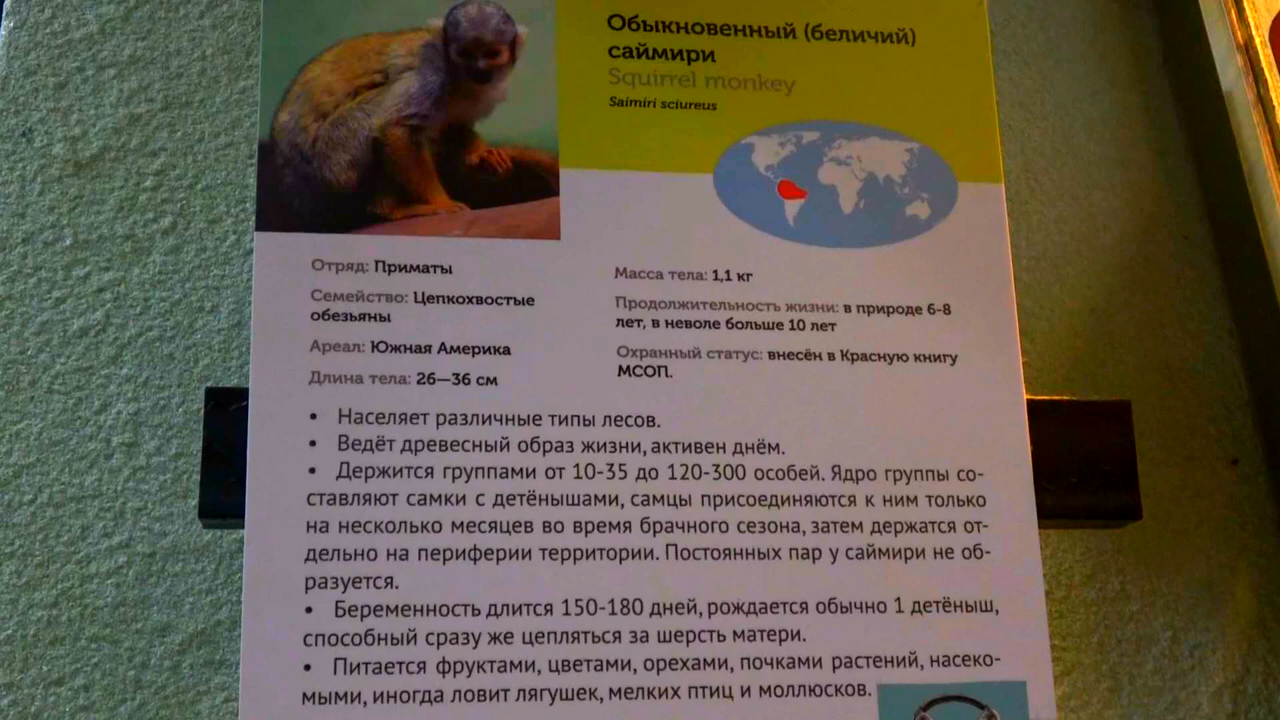 Обыкновенный (беличий)
саймири
Squirrel monkey
Saimiri sciureus
Отряд: Приматы
Семейство: Цепкохвостые
обезьяны
Ареал: Южная Америка
Длина тела: 26—36 см
Масса тела: 1,1 кг
Продолжительность жизни: в природе 6-8
лет, в неволе больше 10 лет
Охранный статус: внесён в Красную книгу
МСОП.
• Населяет различные типы лесов.
• Ведёт древесный образ жизни, активен днём.
• Держится группами от 10-35 до 120-300 особей. Ядро группы со-
ставляют самки с детёнышами, самцы присоединяются к ним только
на несколько месяцев во время брачного сезона, затем держатся от-
дельно на периферии территории. Постоянных пар у саймири не об-
разуется.
• Беременность длится 150-180 дней, рождается обычно 1 детёныш,
способный сразу же цепляться за шерсть матери.
• Питается фруктами, цветами, орехами, почками растений, насеко-
мыми, иногда ловит лягушек, мелких птиц и моллюсков.